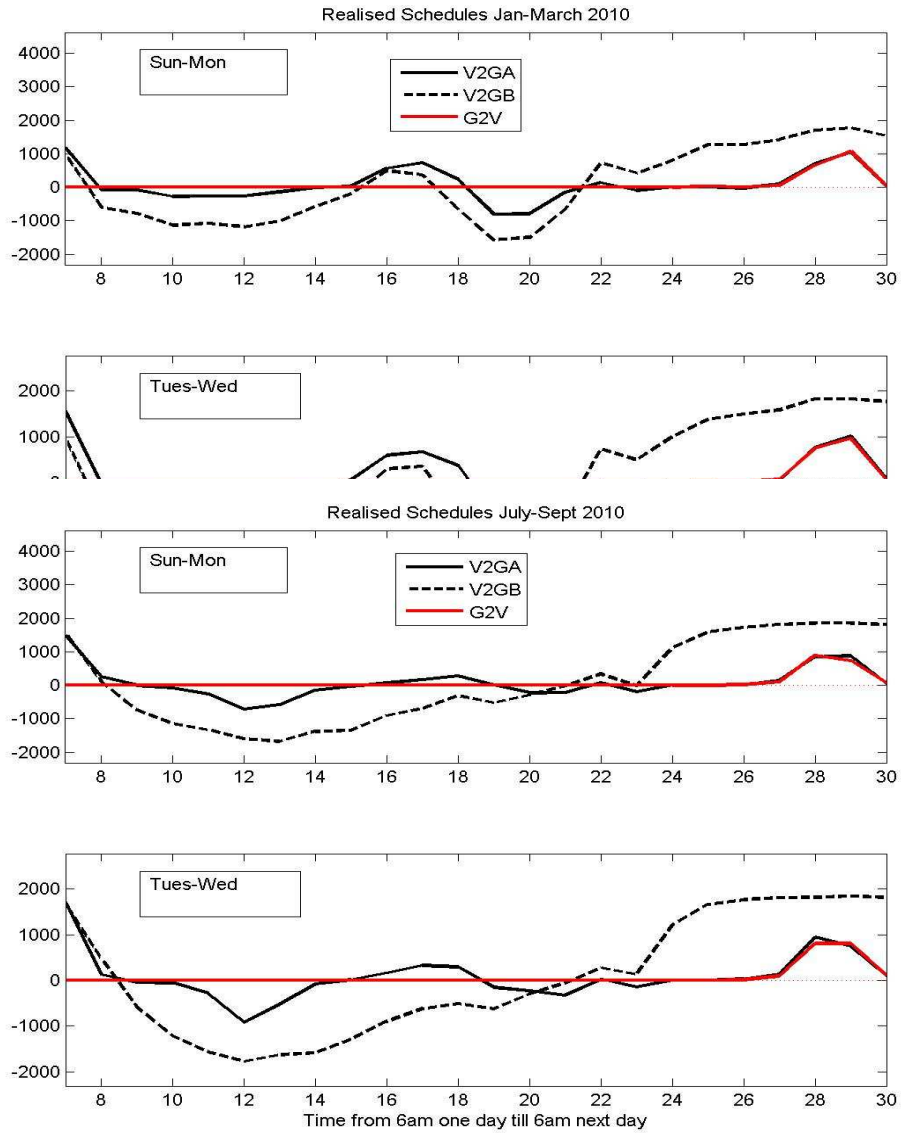 Realised Schedules Jan-March 2010
4000
3000
2000
1000
0
-1000
-2000
Sun-Mon
V2GA
V2GB
G2V
8 10 12 14 16 18 20 22 24 26 28 30
2000
1000
Tues-Wed
Realised Schedules July-Sept 2010
4000
3000
2000
1000
0
-1000
-2000
Sun-Mon
V2GA
V2GB
G2V
8 10 12 14 16 18 20 22 24 26 28 30
2000
1000
0
-1000
-2000
Tues-Wed
8 10 12 14 16 18 20 22 24 26 28 30
Time from 6am one day till 6am next day